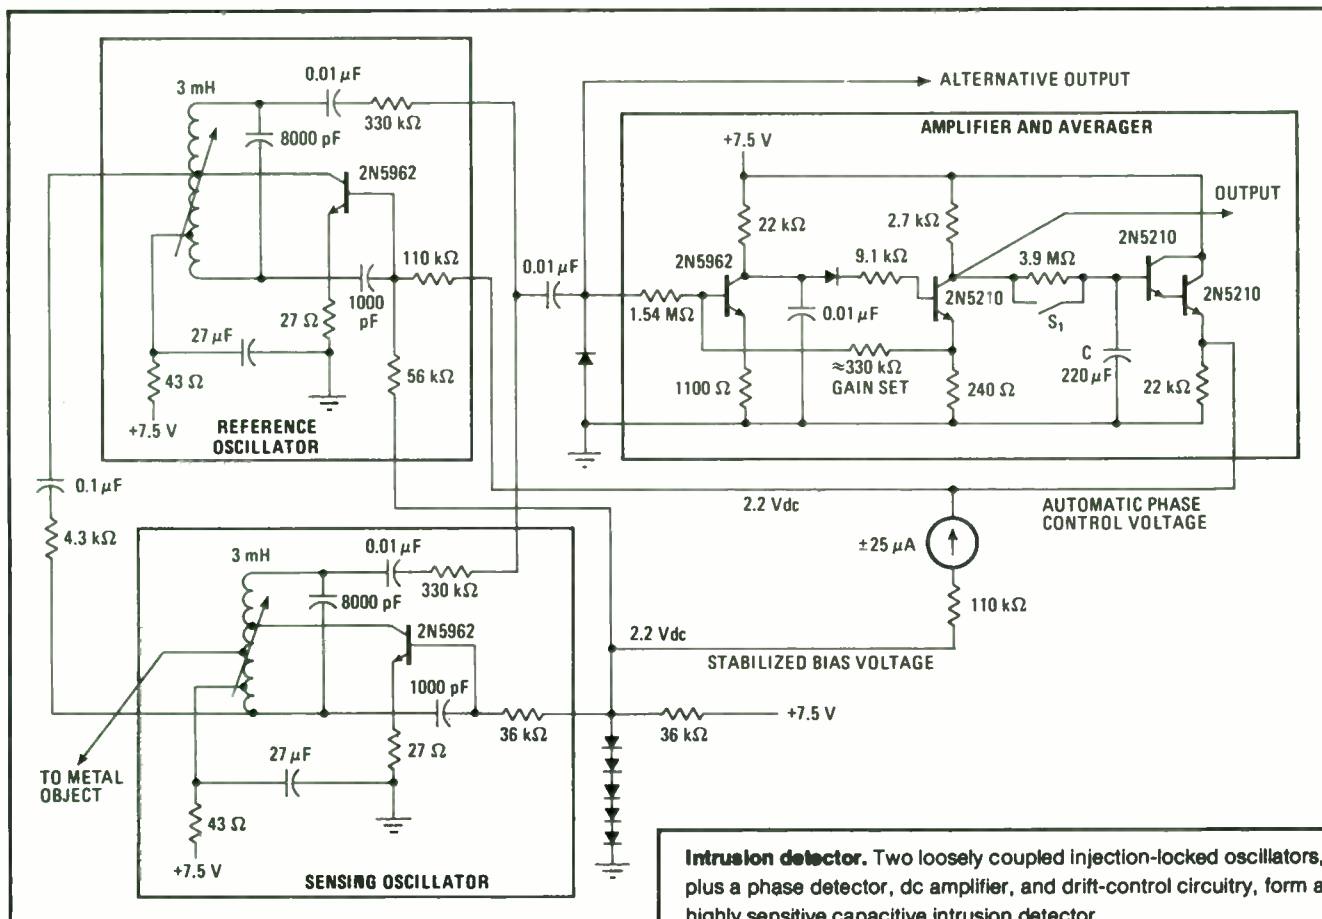 ALTERNATIVE OUTPUT
AMPLIFIER AND AVERAGER
3 mH
0.01 µF
330 kΩ
8000 pF
2N5962
110 kΩ
1000
pF
27 Ω
27 µF
43 Ω
+7.5 V
56 kΩ
REFERENCE
OSCILLATOR
0.01 µF
+7.5 V
22 kΩ
2.7 kΩ
OUTPUT
2N5962
9.1 kΩ
2N5210
3.9 MΩ
2N5210
2N5210
1.54 MΩ
0.01 µF
S1
≈330 kΩ
GAIN SET
1100 Ω
240 Ω
C
220 µF
22 kΩ
0.1 µF
4.3 kΩ
2.2 Vdc
AUTOMATIC PHASE
CONTROL VOLTAGE
±25 µA
110 kΩ
2.2 Vdc
STABILIZED BIAS VOLTAGE
3 mH
0.01 µF
330 kΩ
8000 pF
2N5962
1000 pF
36 kΩ
36 kΩ
+7.5 V
27 Ω
27 µF
TO METAL
OBJECT
43 Ω
+7.5 V
SENSING OSCILLATOR
Intrusion detector. Two loosely coupled injection-locked oscillators,
plus a phase detector, dc amplifier, and drift-control circuitry, form a
highly sensitive capacitive intrusion detector.